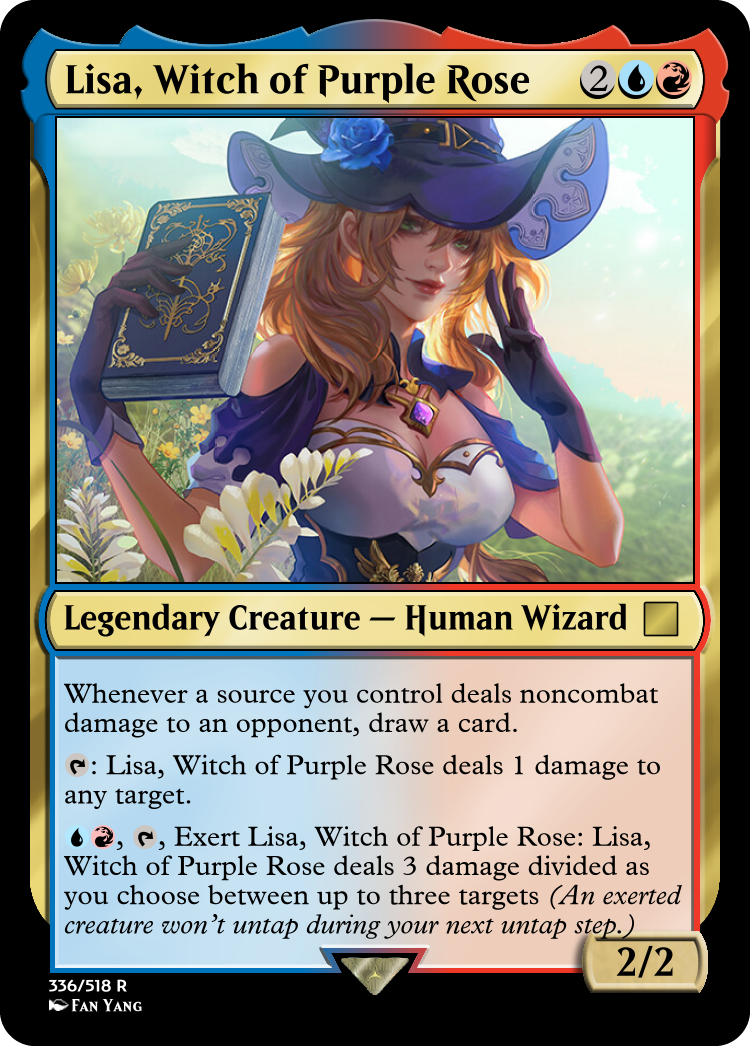 Lisa, Witch of Purple Rose 2
Legendary Creature — Human Wizard
Whenever a source you control deals noncombat
damage to an opponent, draw a card.
: Lisa, Witch of Purple Rose deals 1 damage to
any target.
, , Exert Lisa, Witch of Purple Rose: Lisa,
Witch of Purple Rose deals 3 damage divided as
you choose between up to three targets (An exerted
creature won't untap during your next untap step.)
2/2
336/518 R
Fan Yang